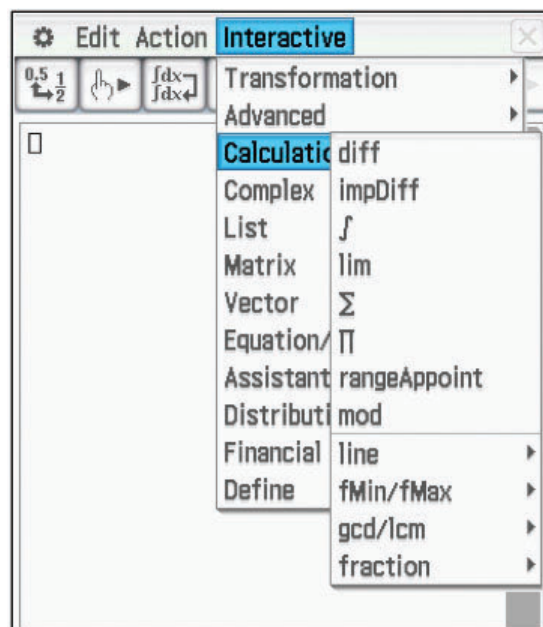 Edit Action Interactive
0.5 1/2 ∫dx ∫dx
Transformation
Advanced
Calculatio
diff
Complex
impDiff
List
∫
Matrix
lim
Vector
Σ
Equation/
∏
Assistant
rangeAppoint
Distributi
mod
Financial
line
Define
fMin/fMax
gcd/lcm
fraction